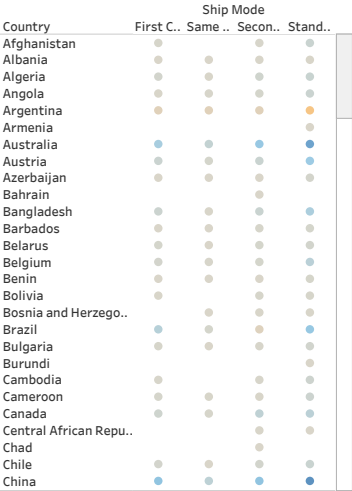 Ship Mode
Country First C.. Same .. Secon.. Stand..
Afghanistan
Albania
Algeria
Angola
Argentina
Armenia
Australia
Austria
Azerbaijan
Bahrain
Bangladesh
Barbados
Belarus
Belgium
Benin
Bolivia
Bosnia and Herzego..
Brazil
Bulgaria
Burundi
Cambodia
Cameroon
Canada
Central African Repu..
Chad
Chile
China